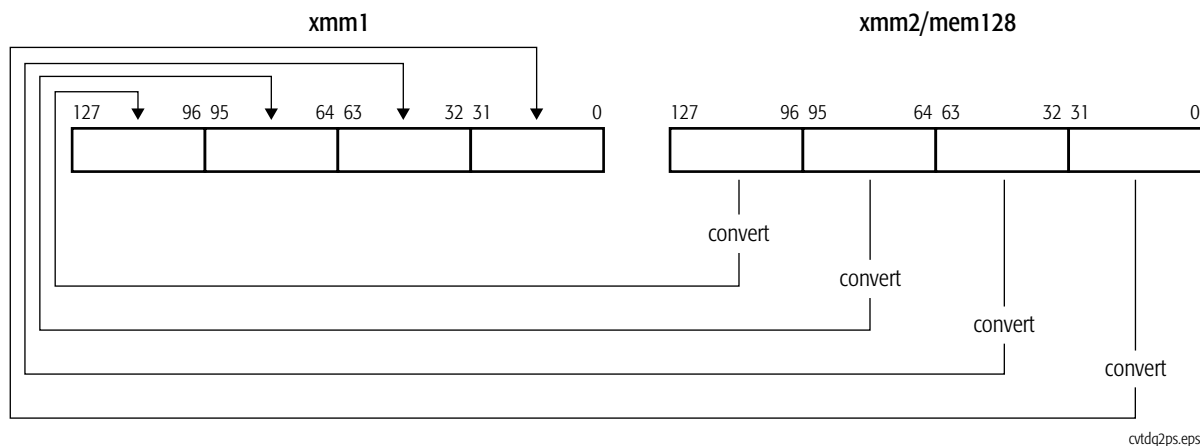 xmm1 xmm2/mem128
127 96 95 64 63 32 31 0 127 96 95 64 63 32 31 0
convert
convert
convert
convert
cvtdq2ps.eps